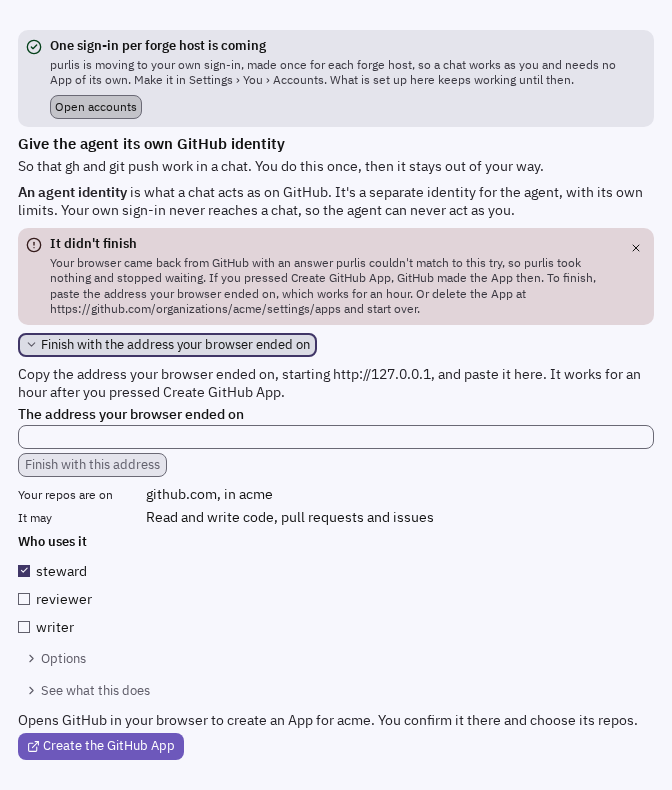 One sign-in per forge host is coming
purlis is moving to your own sign-in, made once for each forge host, so a chat works as you and needs no
App of its own. Make it in Settings › You › Accounts. What is set up here keeps working until then.
Open accounts
Give the agent its own GitHub identity
So that gh and git push work in a chat. You do this once, then it stays out of your way.
An agent identity is what a chat acts as on GitHub. It's a separate identity for the agent, with its own
limits. Your own sign-in never reaches a chat, so the agent can never act as you.
It didn't finish
Your browser came back from GitHub with an answer purlis couldn't match to this try, so purlis took
nothing and stopped waiting. If you pressed Create GitHub App, GitHub made the App then. To finish,
paste the address your browser ended on, which works for an hour. Or delete the App at
https://github.com/organizations/acme/settings/apps and start over.
Finish with the address your browser ended on
Copy the address your browser ended on, starting http://127.0.0.1, and paste it here. It works for an
hour after you pressed Create GitHub App.
The address your browser ended on
Finish with this address
Your repos are on github.com, in acme
It may Read and write code, pull requests and issues
Who uses it
steward
reviewer
writer
Options
See what this does
Opens GitHub in your browser to create an App for acme. You confirm it there and choose its repos.
Create the GitHub App